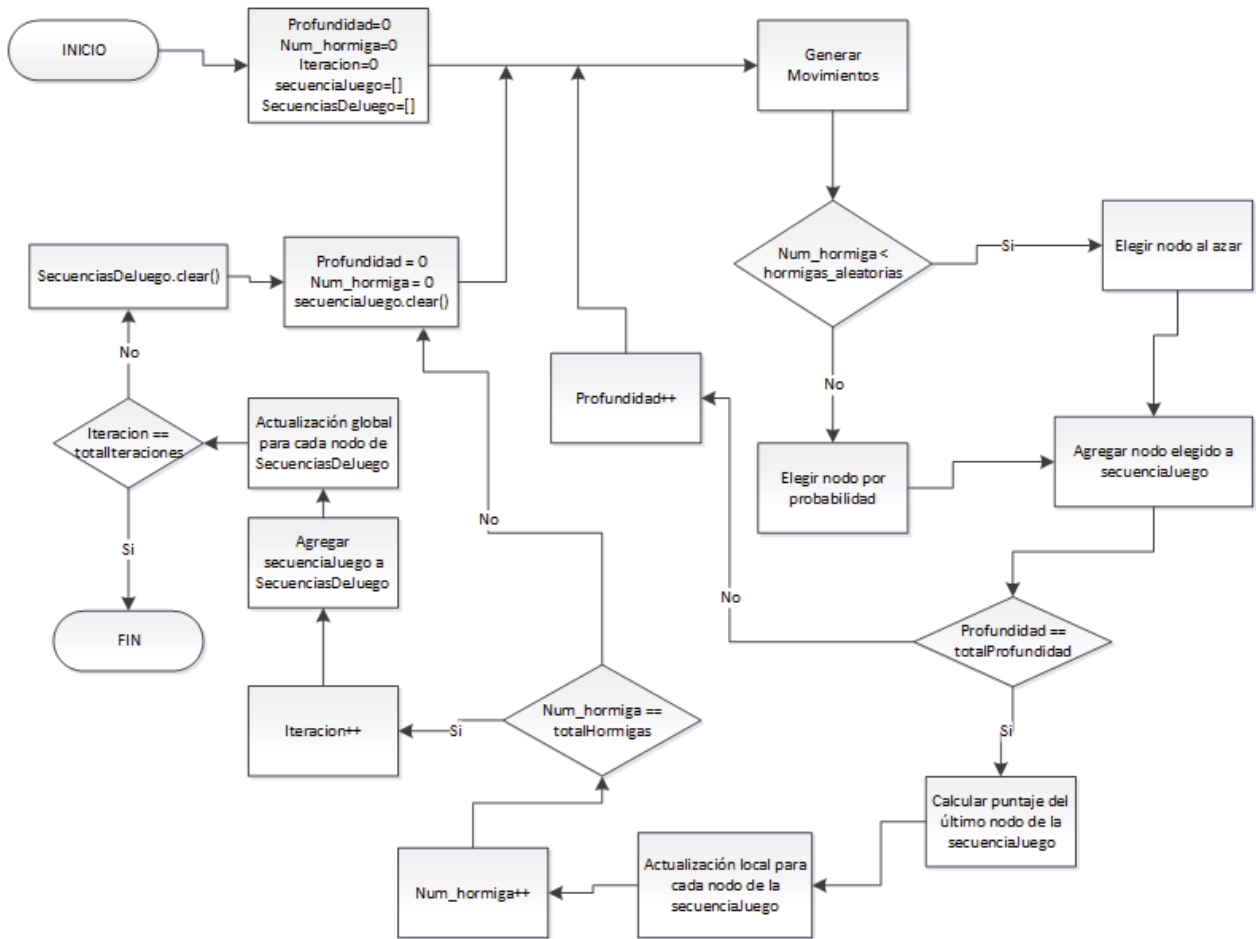 INICIO
Profundidad=0
Num_hormiga=0
Iteracion=0
secuenciaJuego=[]
SecuenciasDeJuego=[]
Generar
Movimientos
Num_hormiga <
hormigas_aleatorias
Si
Elegir nodo al azar
No
Elegir nodo por
probabilidad
Agregar nodo elegido a
secuenciaJuego
Profundidad ==
totalProfundidad
No
Profundidad++
Si
Calcular puntaje del
último nodo de la
secuenciaJuego
Actualización local para
cada nodo de la
secuenciaJuego
Num_hormiga++
Num_hormiga ==
totalHormigas
No
Profundidad = 0
Num_hormiga = 0
secuenciaJuego.clear()
Si
Iteracion++
Agregar
secuenciaJuego a
SecuenciasDeJuego
Actualización global
para cada nodo de
SecuenciasDeJuego
Iteracion ==
totalIteraciones
No
SecuenciasDeJuego.clear()
Si
FIN